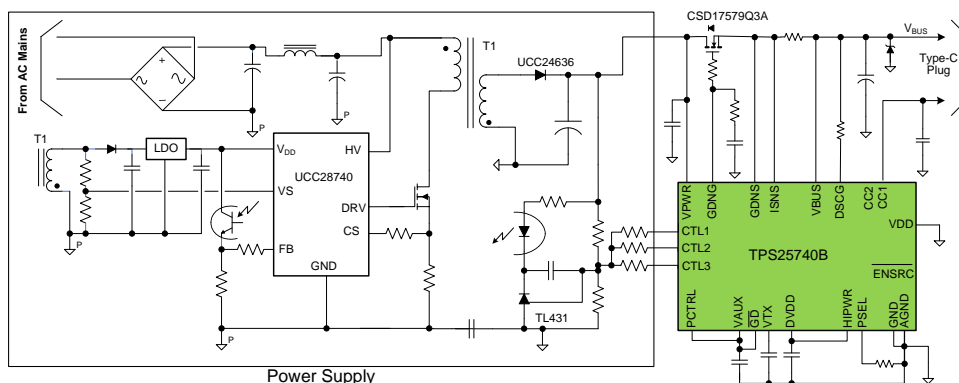 CSD17579Q3A
From AC Mains
T1
UCC24636
VBUS
Type-C
Plug
P
P
T1
LDO
VDD
HV
UCC28740
VS
DRV
CS
FB
GND
P
P
TL431
Power Supply
VPWR
GDNG
GDNS
ISNS
VBUS
DSCG
CC2
CC1
CTL1
CTL2
CTL3
VDD
TPS25740B
ENSRC
PCTRL
VAUX
GD
VTX
DVDD
HIPWR
PSEL
GND
AGND